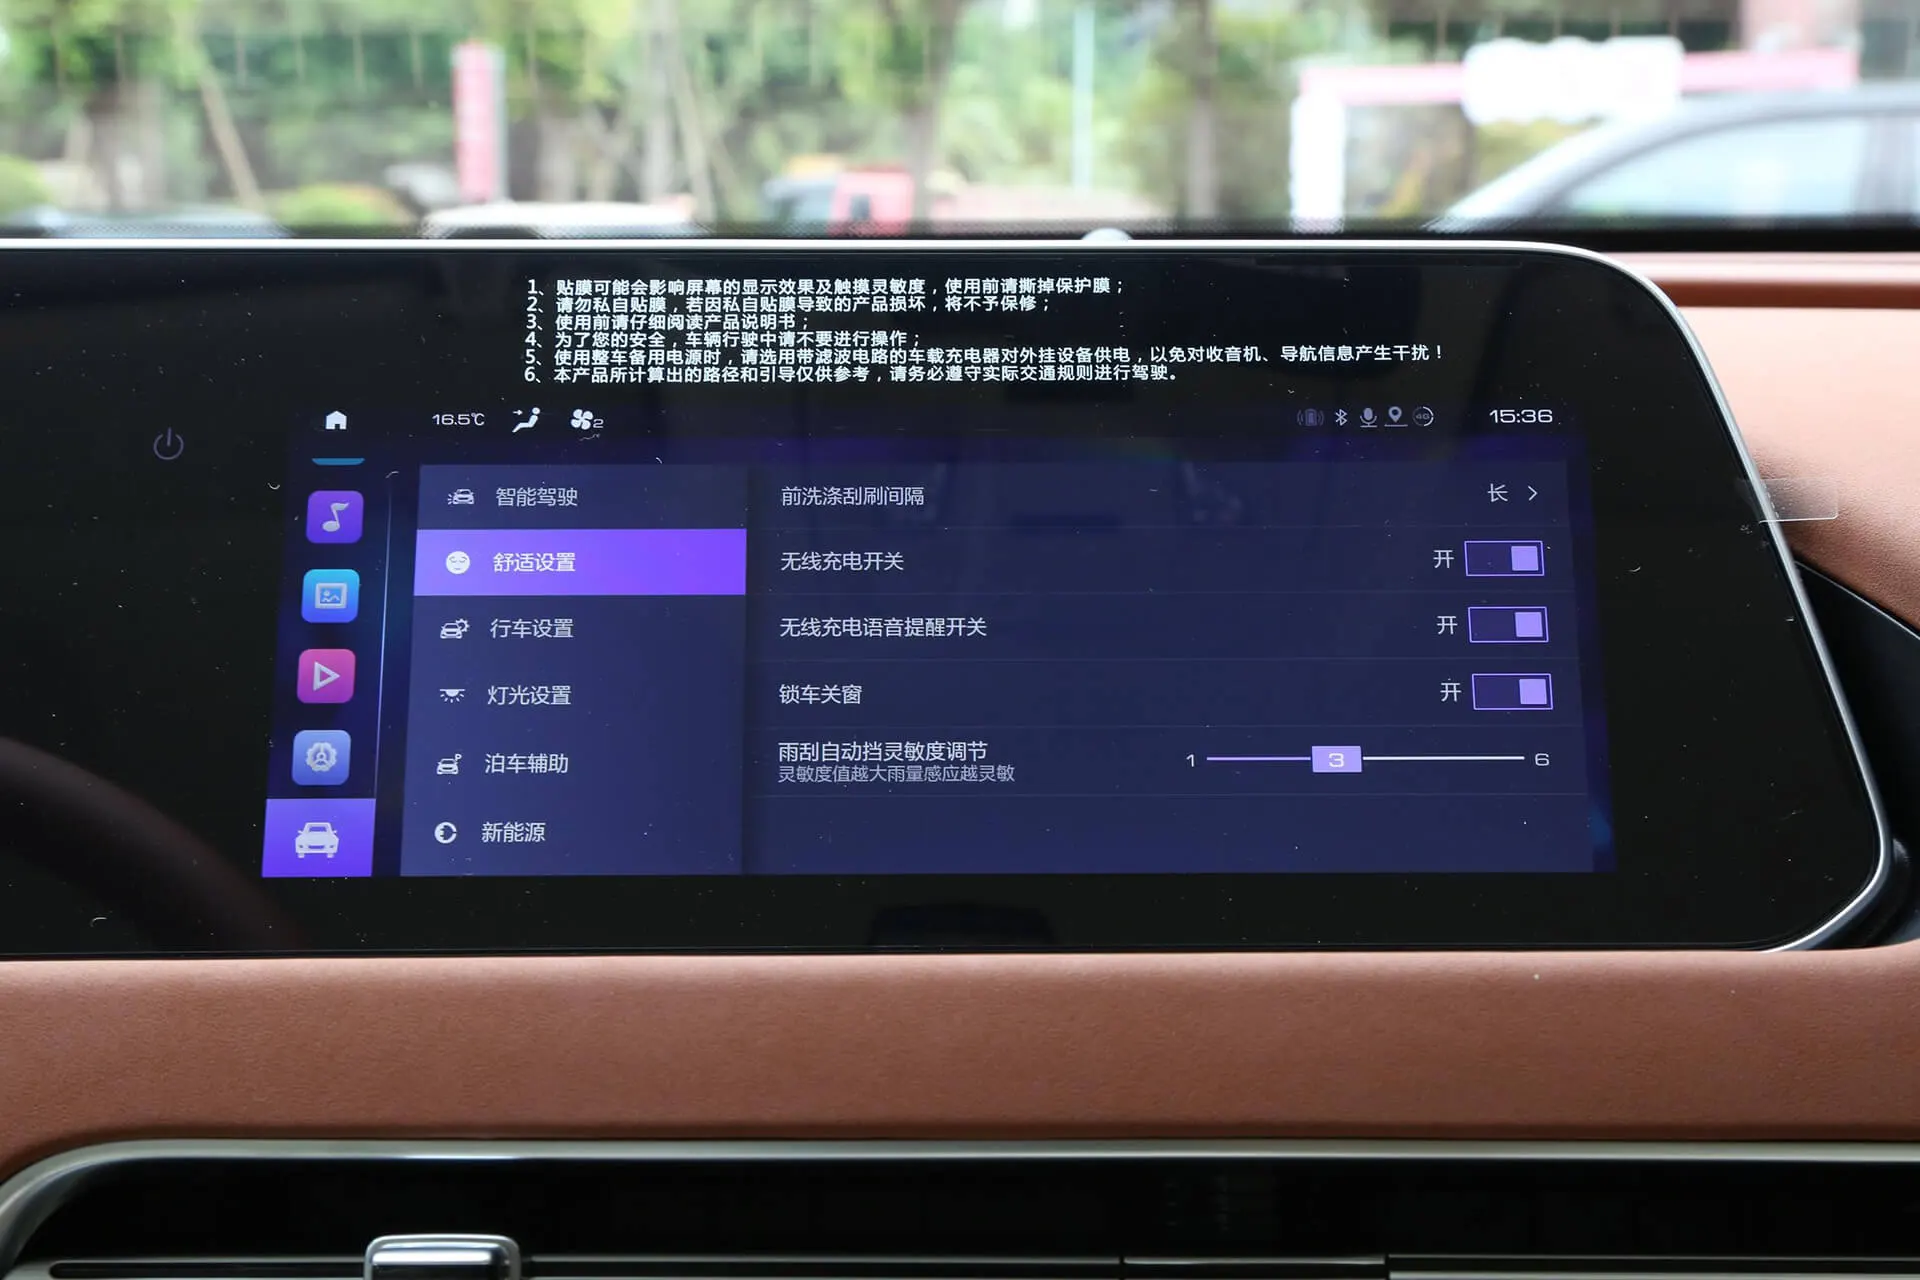 1、贴膜可能会影响屏幕的显示效果及触摸灵敏度，使用前请撕掉保护膜；
2、请勿私自贴膜，若因私自贴膜导致的产品损坏，将不予保修；
3、使用前请仔细阅读产品说明书；
4、为了您的安全，车辆行驶中请不要进行操作；
5、使用整车备用电源时，请选用带滤波电路的车载充电器对外挂设备供电，以免对收音机、导航信息产生干扰！
6、本产品所计算出的路径和引导仅供参考，请务必遵守实际交通规则进行驾驶。
16.5℃ 2 4G 15:36
智能驾驶
舒适设置
行车设置
灯光设置
泊车辅助
新能源
前洗涤刮刷间隔 长
无线充电开关 开
无线充电语音提醒开关 开
锁车关窗 开
雨刮自动挡灵敏度调节 1 3 6
灵敏度值越大雨量感应越灵敏